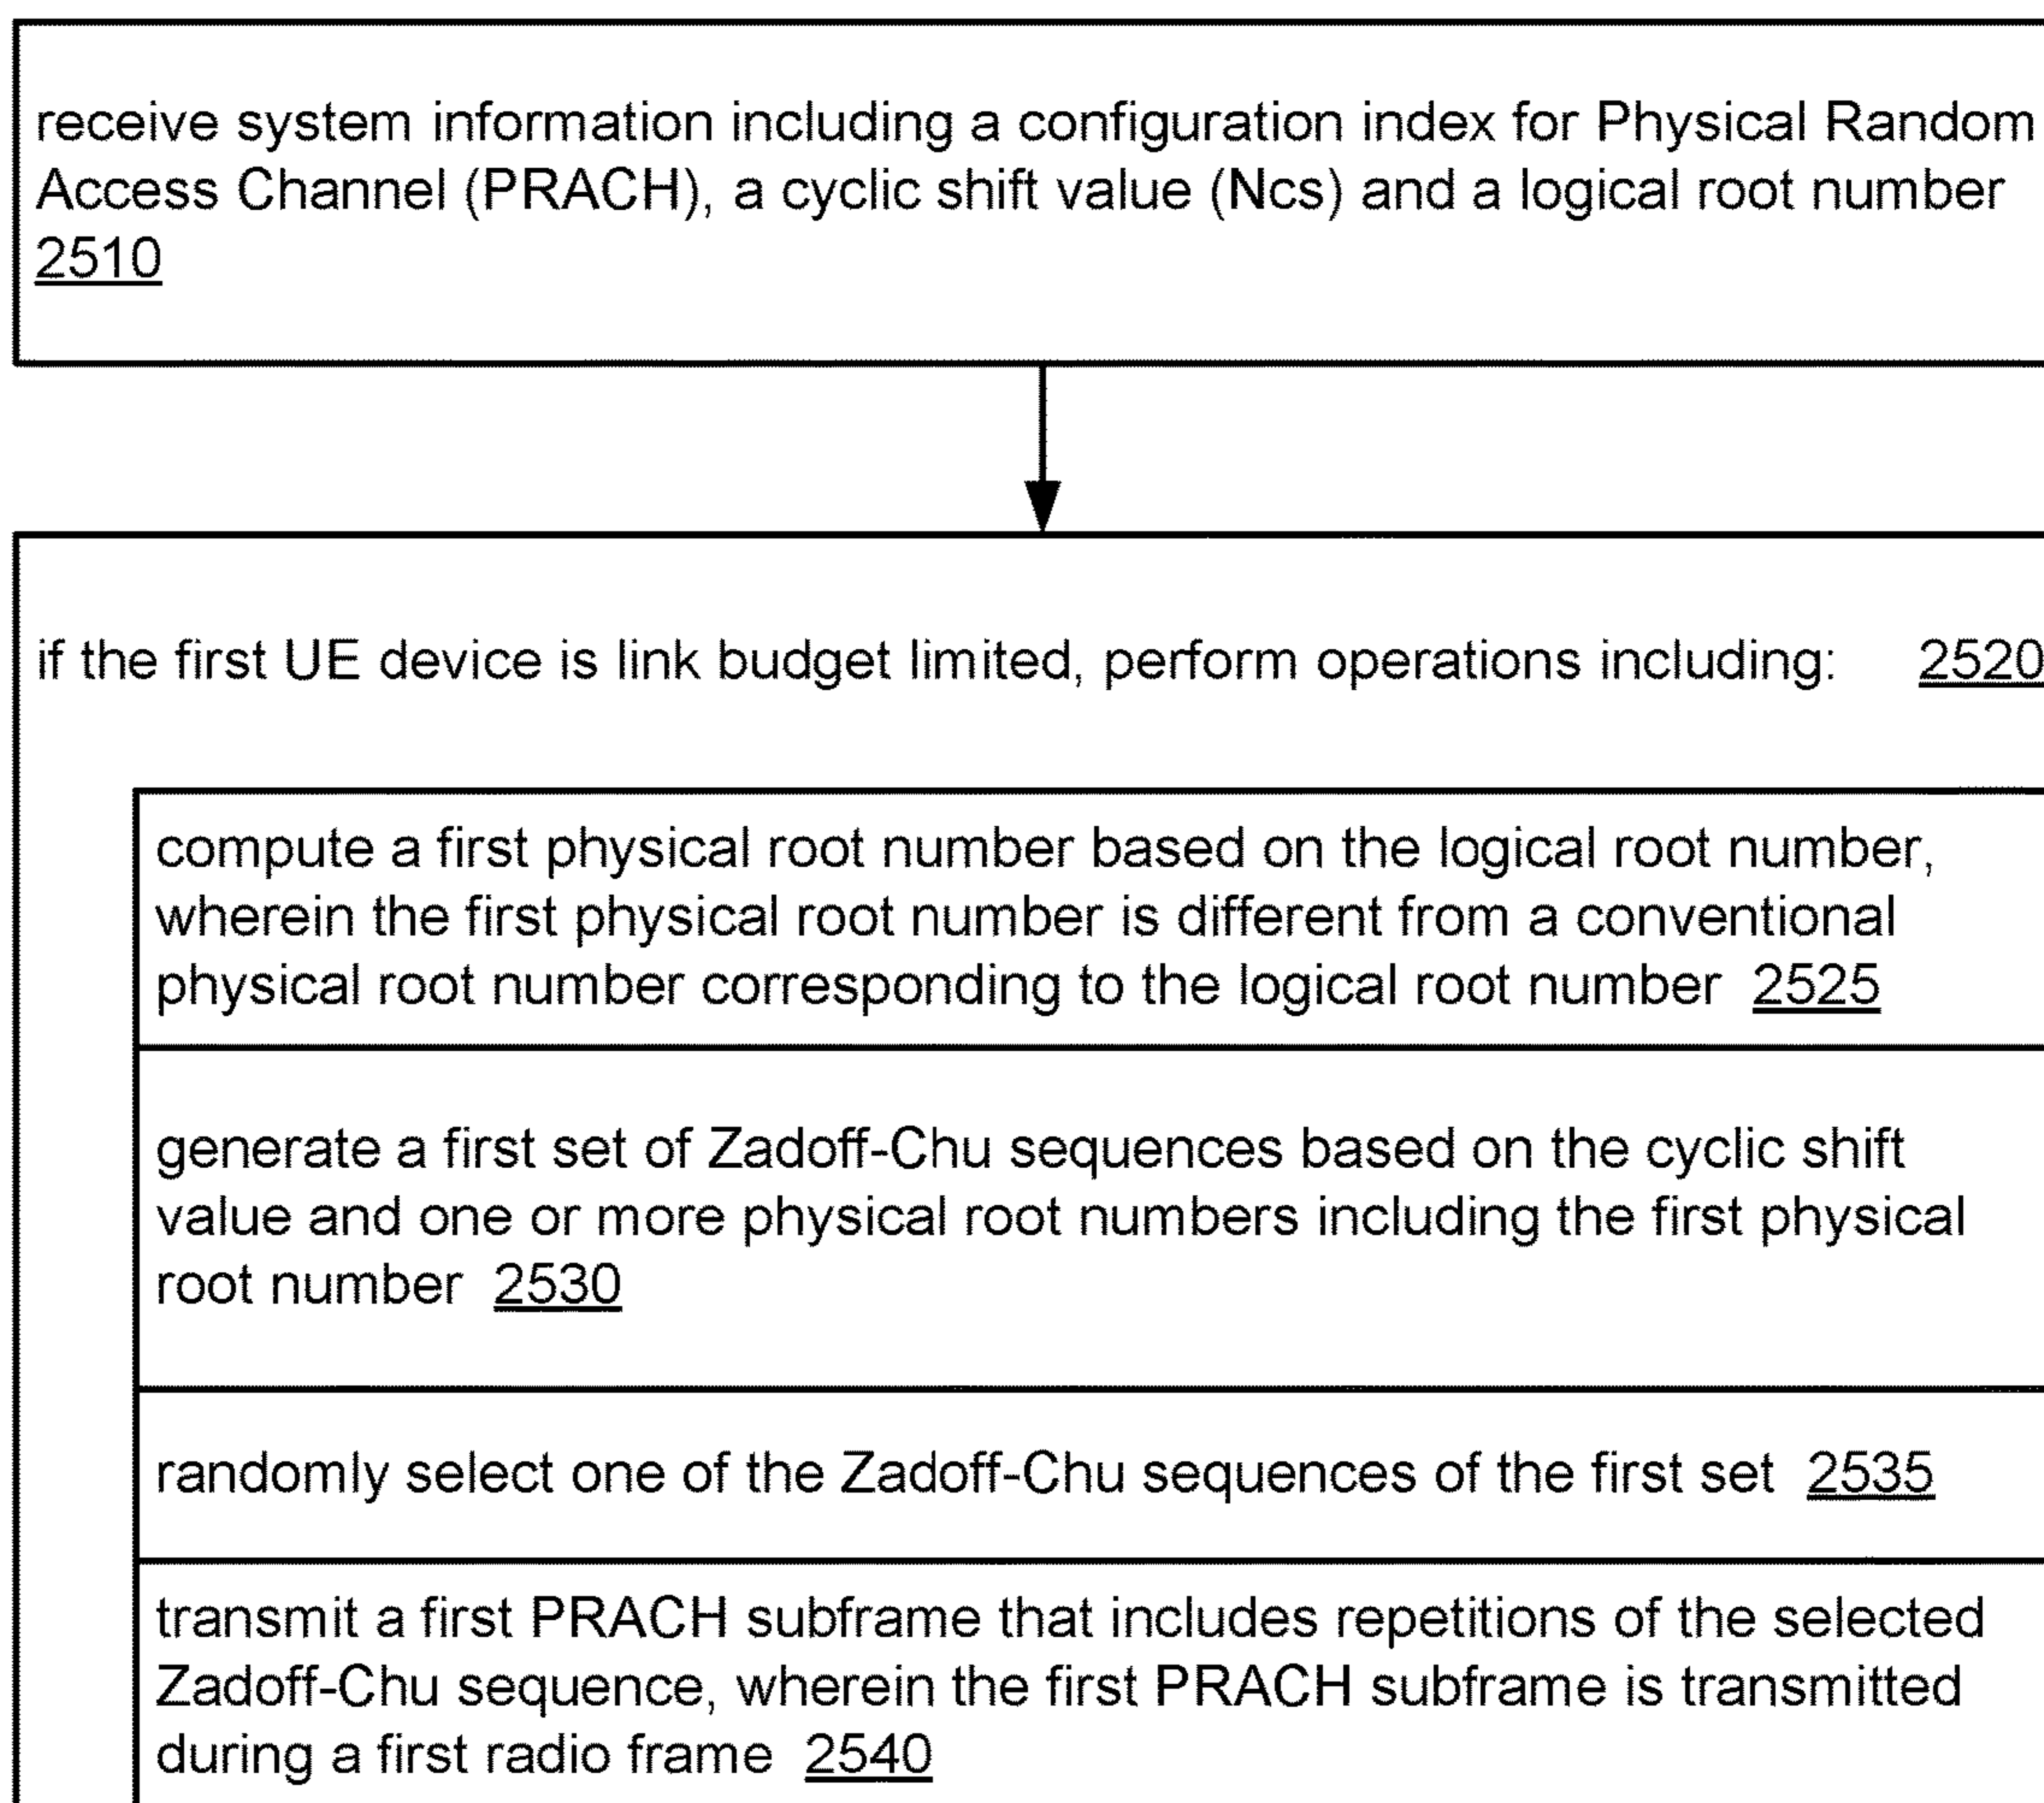 receive system information including a configuration index for Physical Random
Access Channel (PRACH), a cyclic shift value (Ncs) and a logical root number
2510
if the first UE device is link budget limited, perform operations including: 2520
compute a first physical root number based on the logical root number,
wherein the first physical root number is different from a conventional
physical root number corresponding to the logical root number 2525
generate a first set of Zadoff-Chu sequences based on the cyclic shift
value and one or more physical root numbers including the first physical
root number 2530
randomly select one of the Zadoff-Chu sequences of the first set 2535
transmit a first PRACH subframe that includes repetitions of the selected
Zadoff-Chu sequence, wherein the first PRACH subframe is transmitted
during a first radio frame 2540